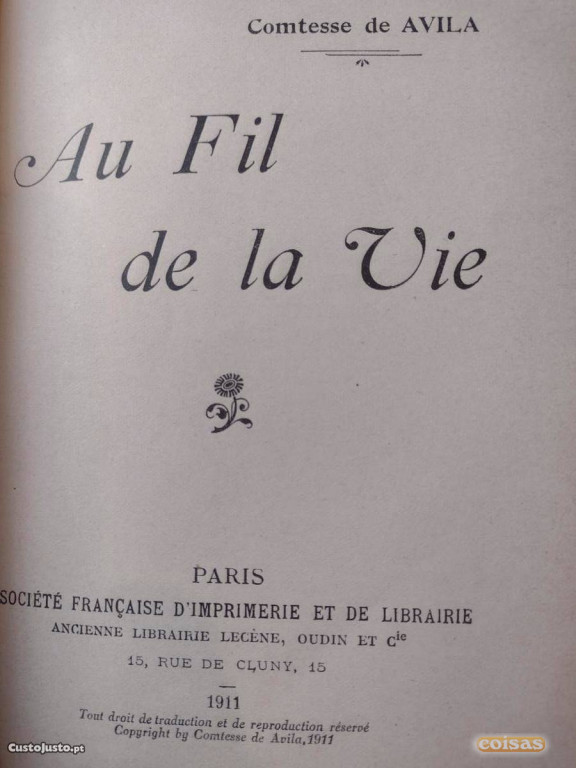 Comtesse de AVILA
Au Fil
de la Vie
PARIS
SOCIÉTÉ FRANÇAISE D'IMPRIMERIE ET DE LIBRAIRIE
ANCIENNE LIBRAIRIE LECÈNE, OUDIN ET Cie
15, RUE DE CLUNY, 15
1911
Tout droit de traduction et de reproduction réservé
Copyright by Comtesse de Avila, 1911
CustoJusto.pt
coisas